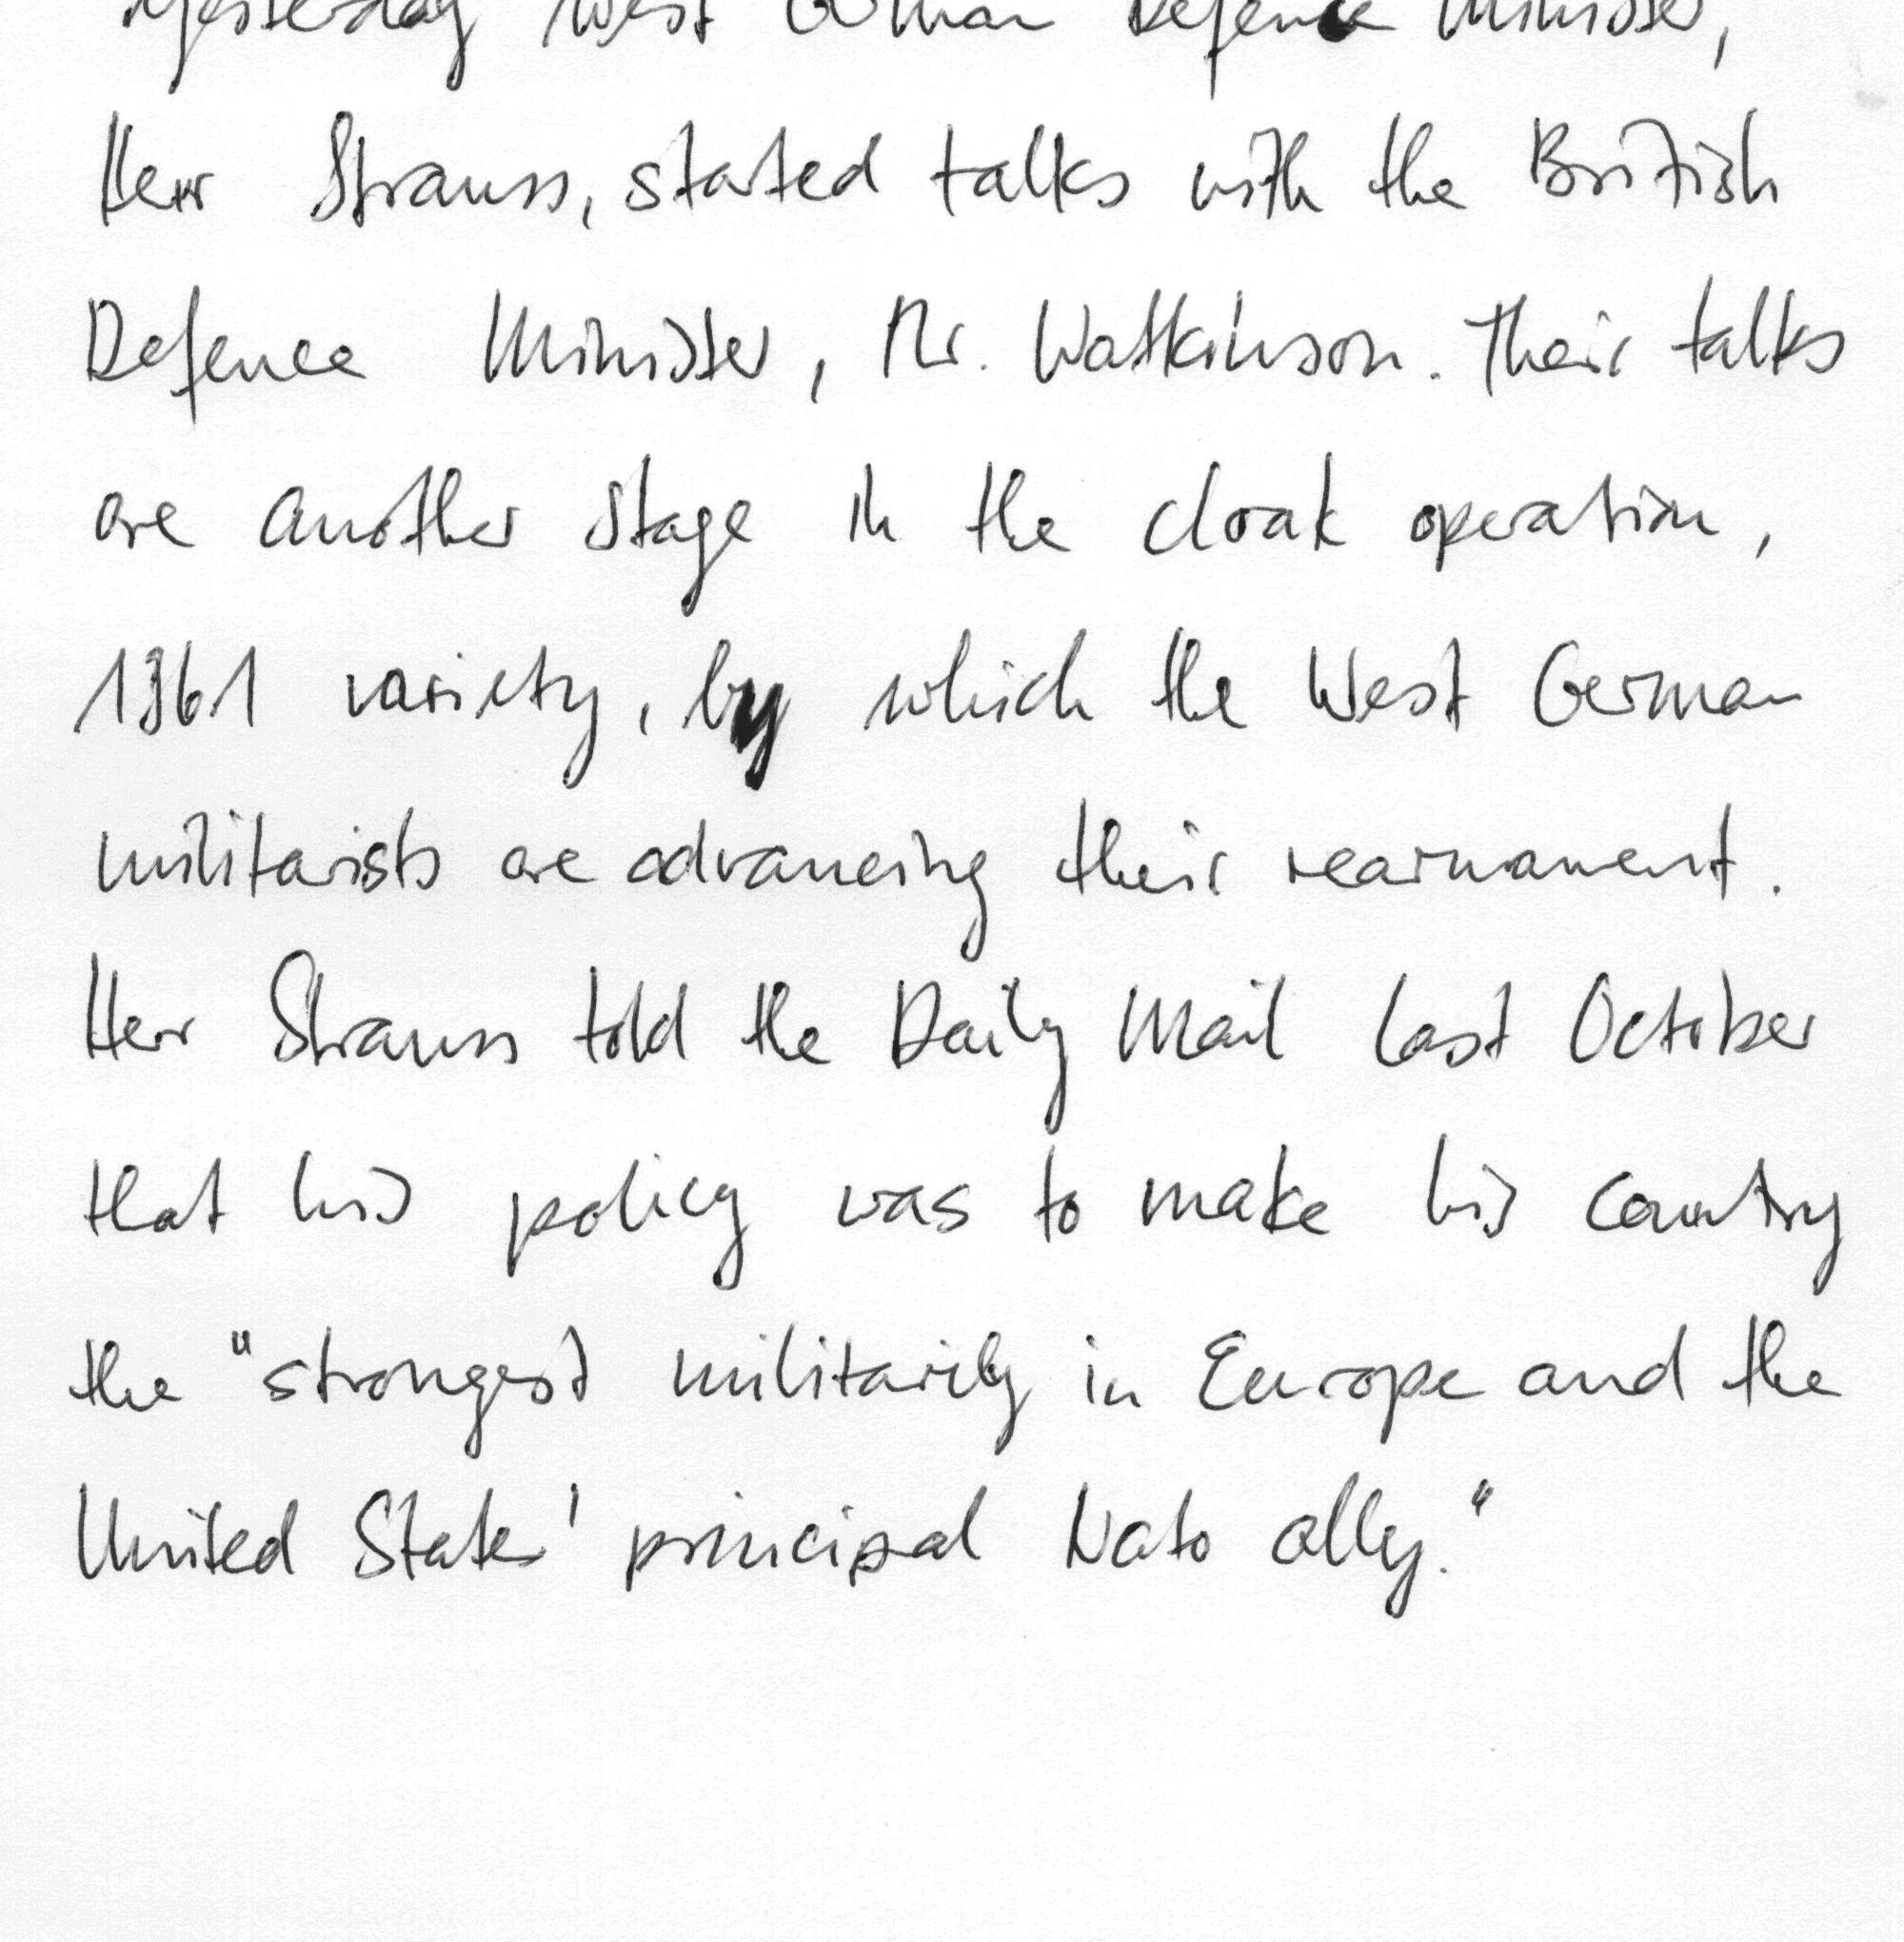 Yesterday West German Defence Minister,
Herr Strauss, started talks with the British
Defence Minister, Mr. Watkinson. Their talks
are another stage in the cloak operation,
1961 variety, by which the West German
militarists are advancing their rearmament.
Herr Strauss told the Daily Mail last October
that his policy was to make his country
the "strongest militarily in Europe and the
United States' principal Nato ally."